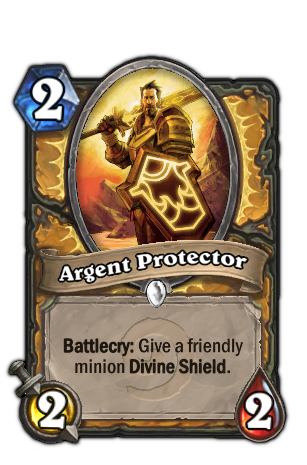 2
Argent Protector
Battlecry: Give a friendly
minion Divine Shield.
2
2